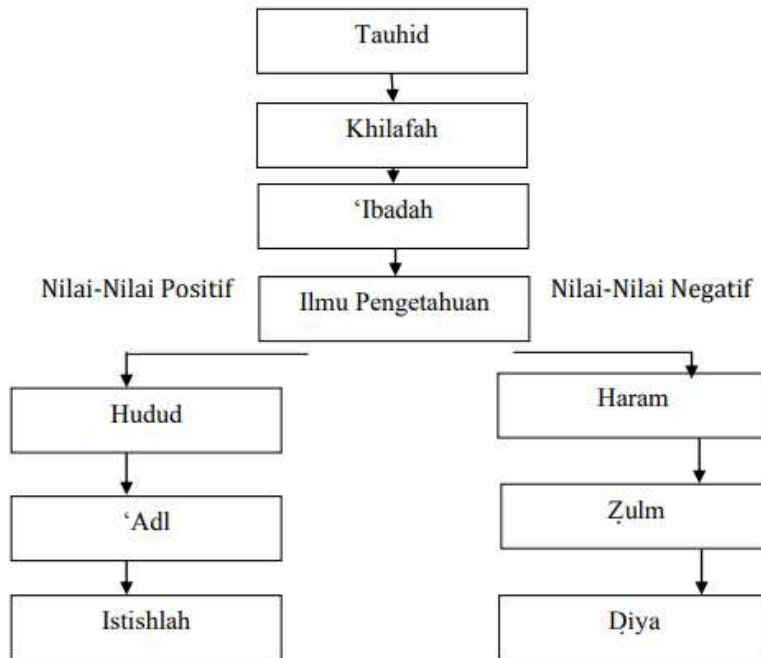 Tauhid
Khilafah
‘Ibadah
Nilai-Nilai Positif
Ilmu Pengetahuan
Nilai-Nilai Negatif
Hudud
Haram
‘Adl
Ẓulm
Istishlah
Ḍiya